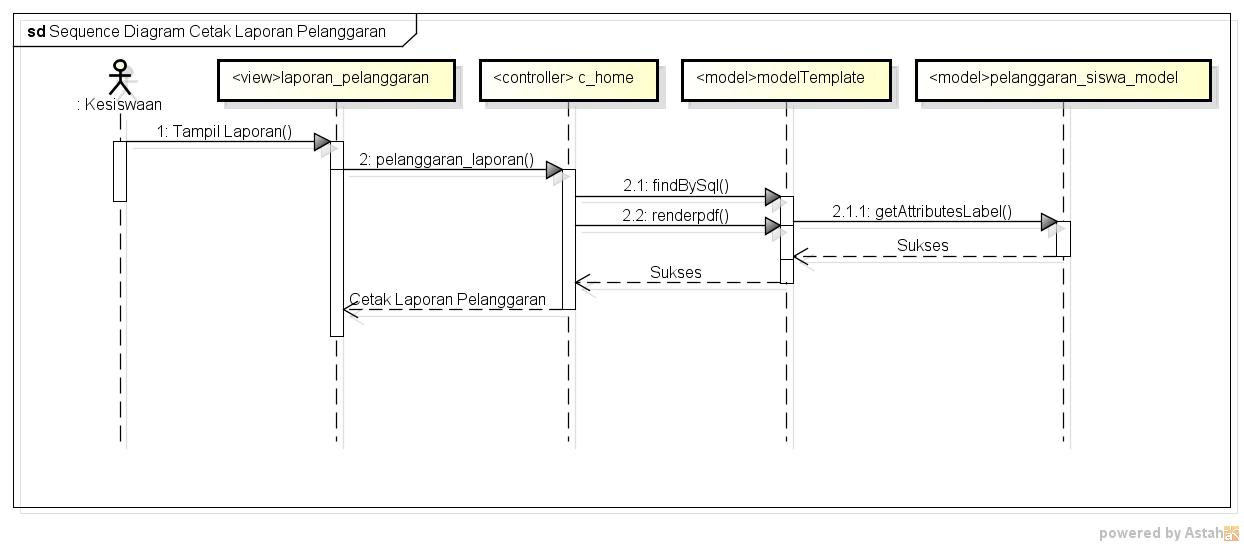 sd Sequence Diagram Cetak Laporan Pelanggaran
: Kesiswaan
<view>laporan_pelanggaran
<controller> c_home
<model>modelTemplate
<model>pelanggaran_siswa_model
1: Tampil Laporan()
2: pelanggaran_laporan()
2.1: findBySql()
2.2: renderpdf()
2.1.1: getAttributesLabel()
Sukses
Sukses
Cetak Laporan Pelanggaran
powered by Astah